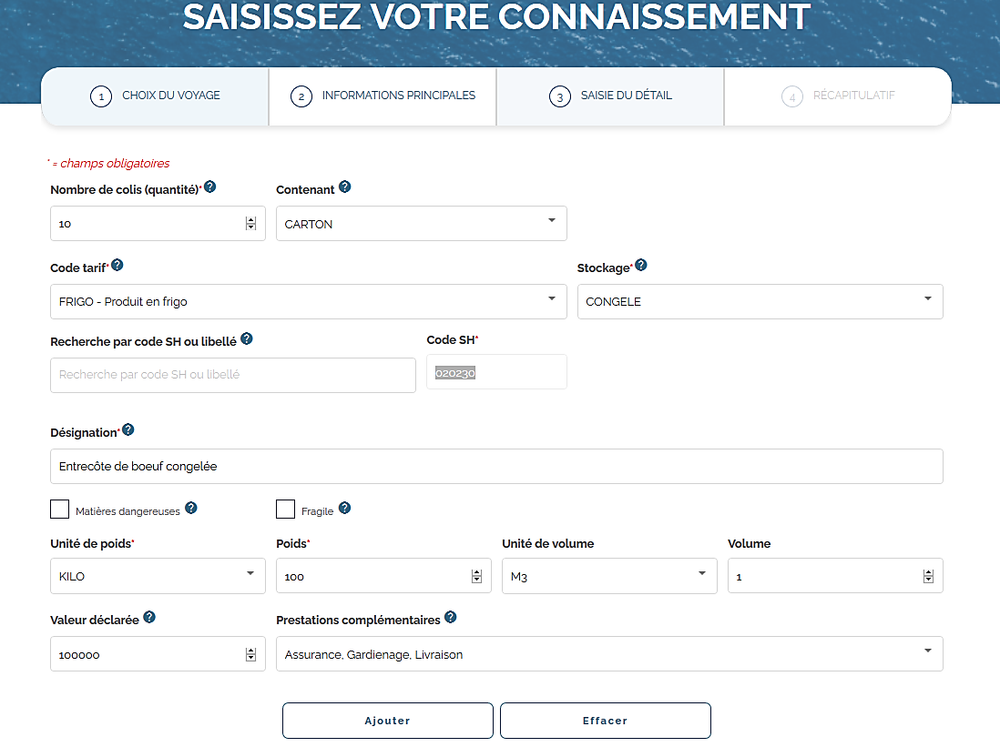 SAISISSEZ VOTRE CONNAISSEMENT
1 CHOIX DU VOYAGE 2 INFORMATIONS PRINCIPALES 3 SAISIE DU DÉTAIL 4 RÉCAPITULATIF
* = champs obligatoires
Nombre de colis (quantité)* ? Contenant ?
10 CARTON
Code tarif* ? Stockage* ?
FRIGO - Produit en frigo CONGELE
Recherche par code SH ou libellé ? Code SH*
Recherche par code SH ou libellé 020230
Désignation* ?
Entrecôte de boeuf congelée
Matières dangereuses ? Fragile ?
Unité de poids* Poids* Unité de volume Volume
KILO 100 M3 1
Valeur déclarée ? Prestations complémentaires ?
100000 Assurance, Gardienage, Livraison
Ajouter Effacer